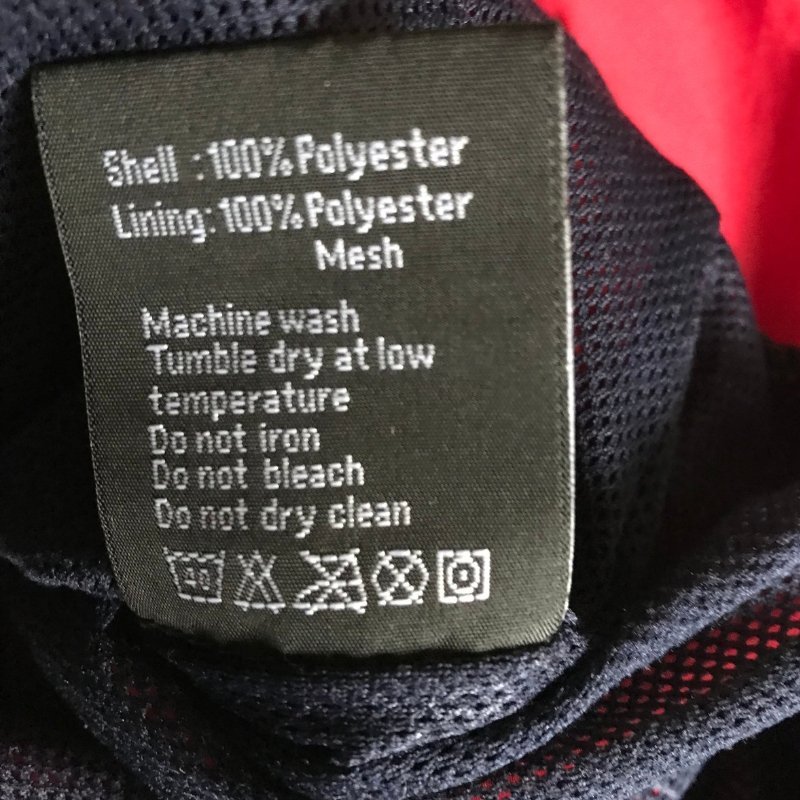 Shell :100%Polyester
Lining:100%Polyester
Mesh
Machine wash
Tumble dry at low
temperature
Do not iron
Do not bleach
Do not dry clean
40